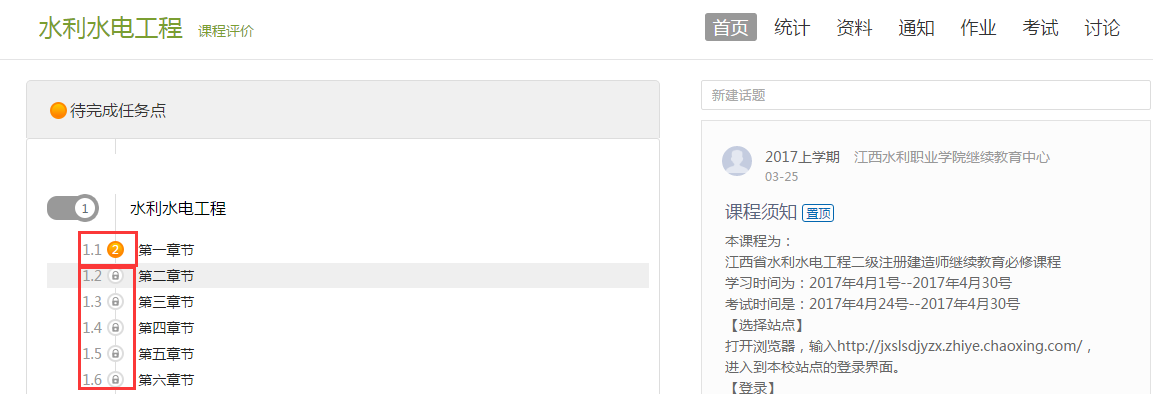 水利水电工程 课程评价
首页 统计 资料 通知 作业 考试 讨论
待完成任务点
1 水利水电工程
1.1 2 第一章节
1.2 第二章节
1.3 第三章节
1.4 第四章节
1.5 第五章节
1.6 第六章节
新建话题
2017上学期 江西水利职业学院继续教育中心
03-25
课程须知 置顶
本课程为：
江西省水利水电工程二级注册建造师继续教育必修课程
学习时间为：2017年4月1号--2017年4月30号
考试时间是：2017年4月24号--2017年4月30号
【选择站点】
打开浏览器，输入http://jxslsdjyzx.zhiye.chaoxing.com/，
进入到本校站点的登录界面。
【登录】